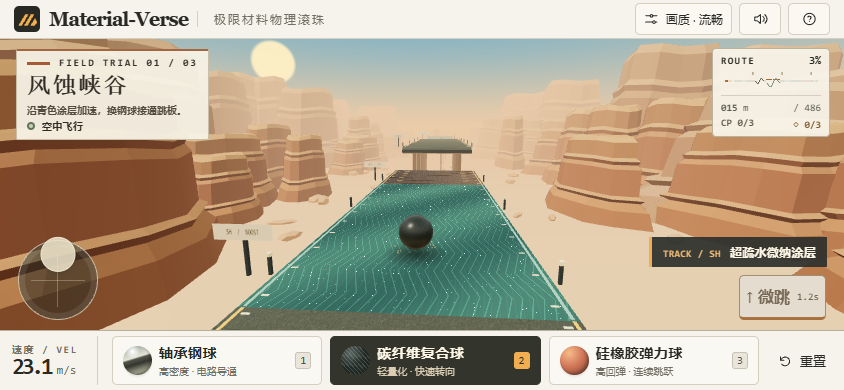 Material-Verse
极限材料物理滚珠
画质 · 流畅
FIELD TRIAL 01 / 03
风蚀峡谷
沿青色涂层加速，换钢球接通跳板。
空中飞行
ROUTE 3%
015 m / 486
CP 0/3 ◇ 0/3
SH / BOOST
TRACK / SH 超疏水微纳涂层
↑ 微跳 1.2s
速度 / VEL
23.1 m/s
轴承钢球
高密度 · 电路导通
1
碳纤维复合球
轻量化 · 快速转向
2
硅橡胶弹力球
高回弹 · 连续跳跃
3
重置